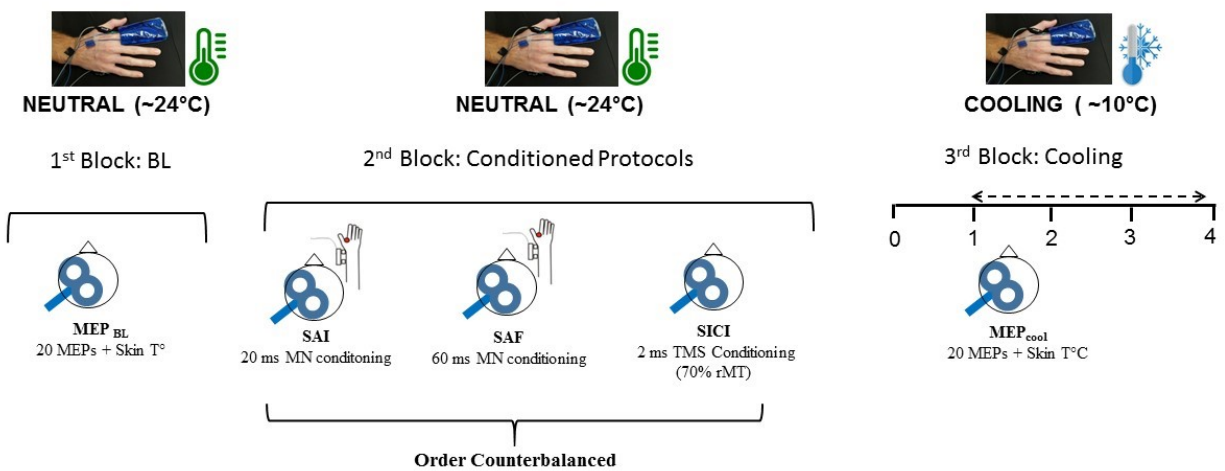 NEUTRAL (~24°C)
NEUTRAL (~24°C)
COOLING ( ~10°C)
1st Block: BL
2nd Block: Conditioned Protocols
3rd Block: Cooling
0 1 2 3 4
MEP BL
20 MEPs + Skin T°
SAI
20 ms MN conditoning
SAF
60 ms MN conditioning
SICI
2 ms TMS Conditioning
(70% rMT)
MEPcool
20 MEPs + Skin T°C
Order Counterbalanced